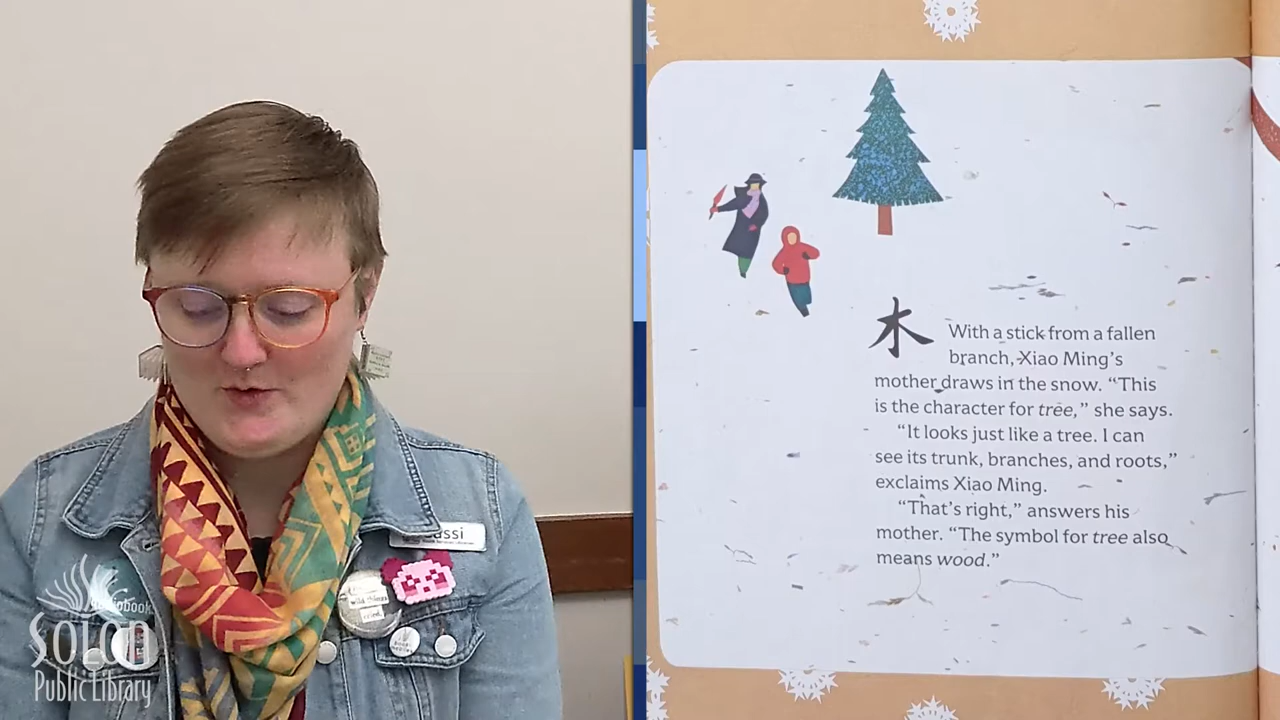 木 With a stick from a fallen
branch, Xiao Ming's
mother draws in the snow. "This
is the character for tree," she says.
"It looks just like a tree. I can
see its trunk, branches, and roots,"
exclaims Xiao Ming.
"That's right," answers his
mother. "The symbol for tree also
means wood."
audiobook
SOLON
Public Library